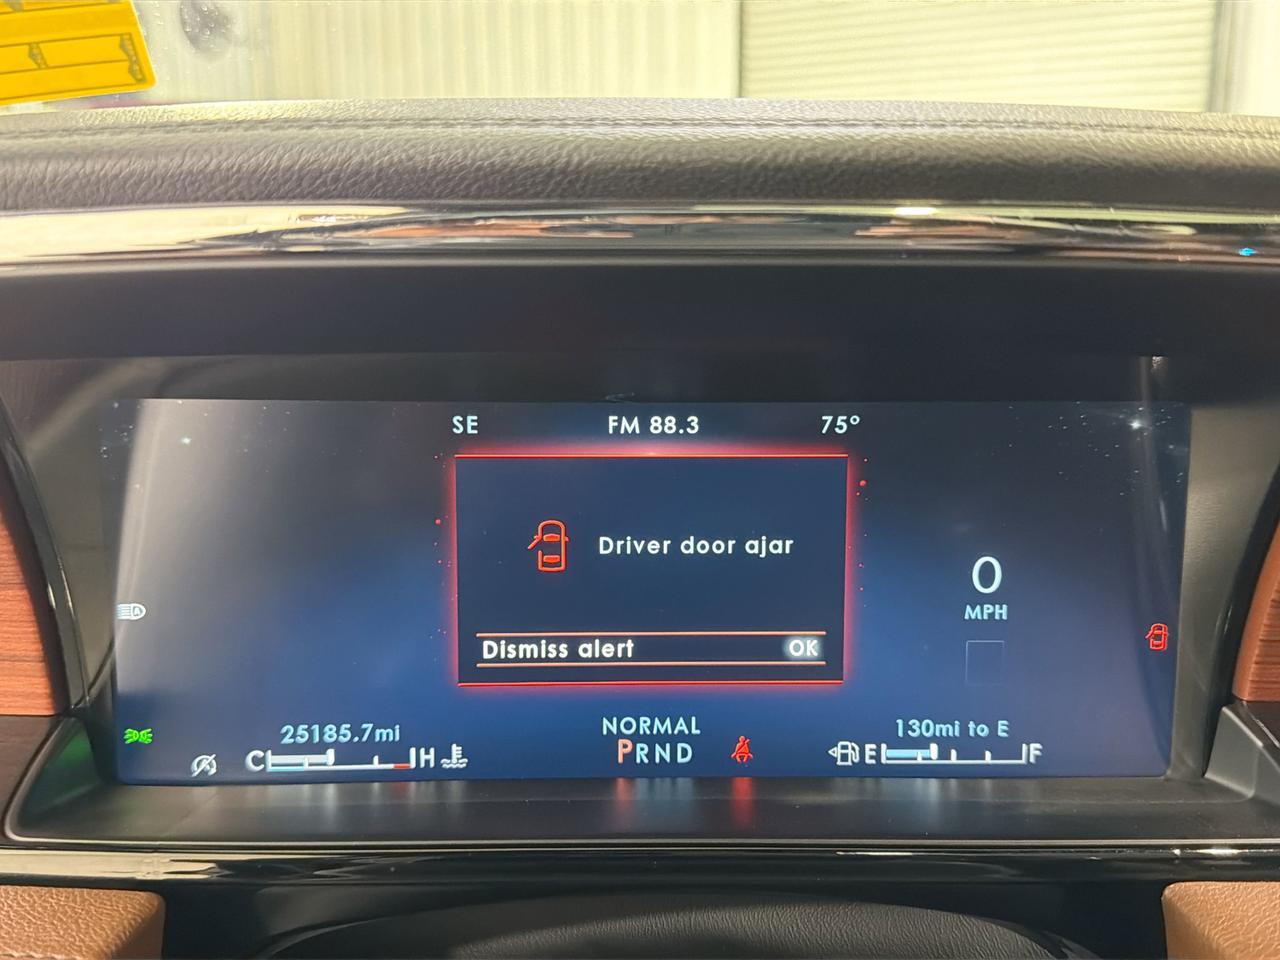 SE FM 88.3 75°
Driver door ajar
0
MPH
Dismiss alert OK
A
25185.7mi NORMAL 130mi to E
C H PRND E F